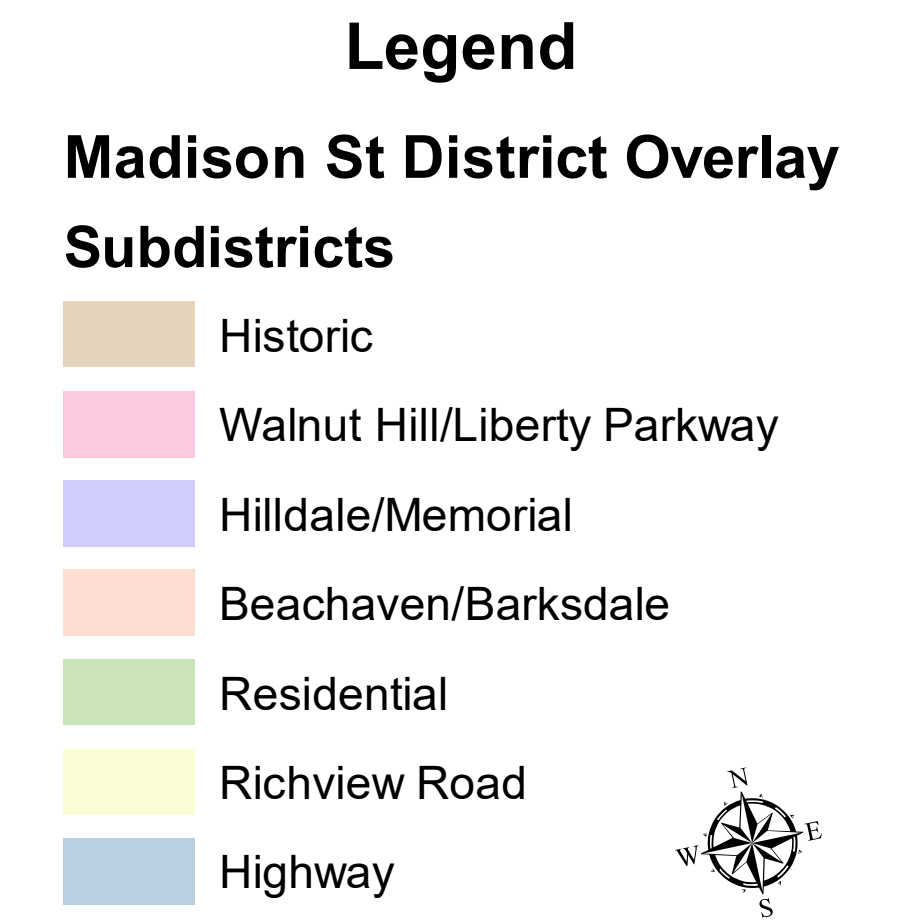 Legend
Madison St District Overlay
Subdistricts
Historic
Walnut Hill/Liberty Parkway
Hilldale/Memorial
Beachaven/Barksdale
Residential
Richview Road
Highway
N
E
W
S